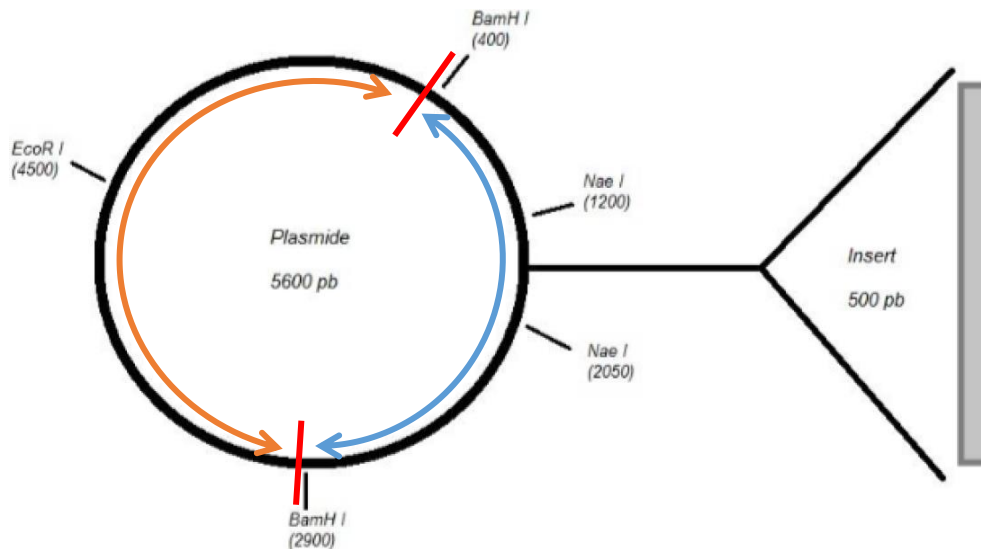 BamH I
(400)
EcoR I
(4500)
Nae I
(1200)
Plasmide
5600 pb
Insert
500 pb
Nae I
(2050)
BamH I
(2900)